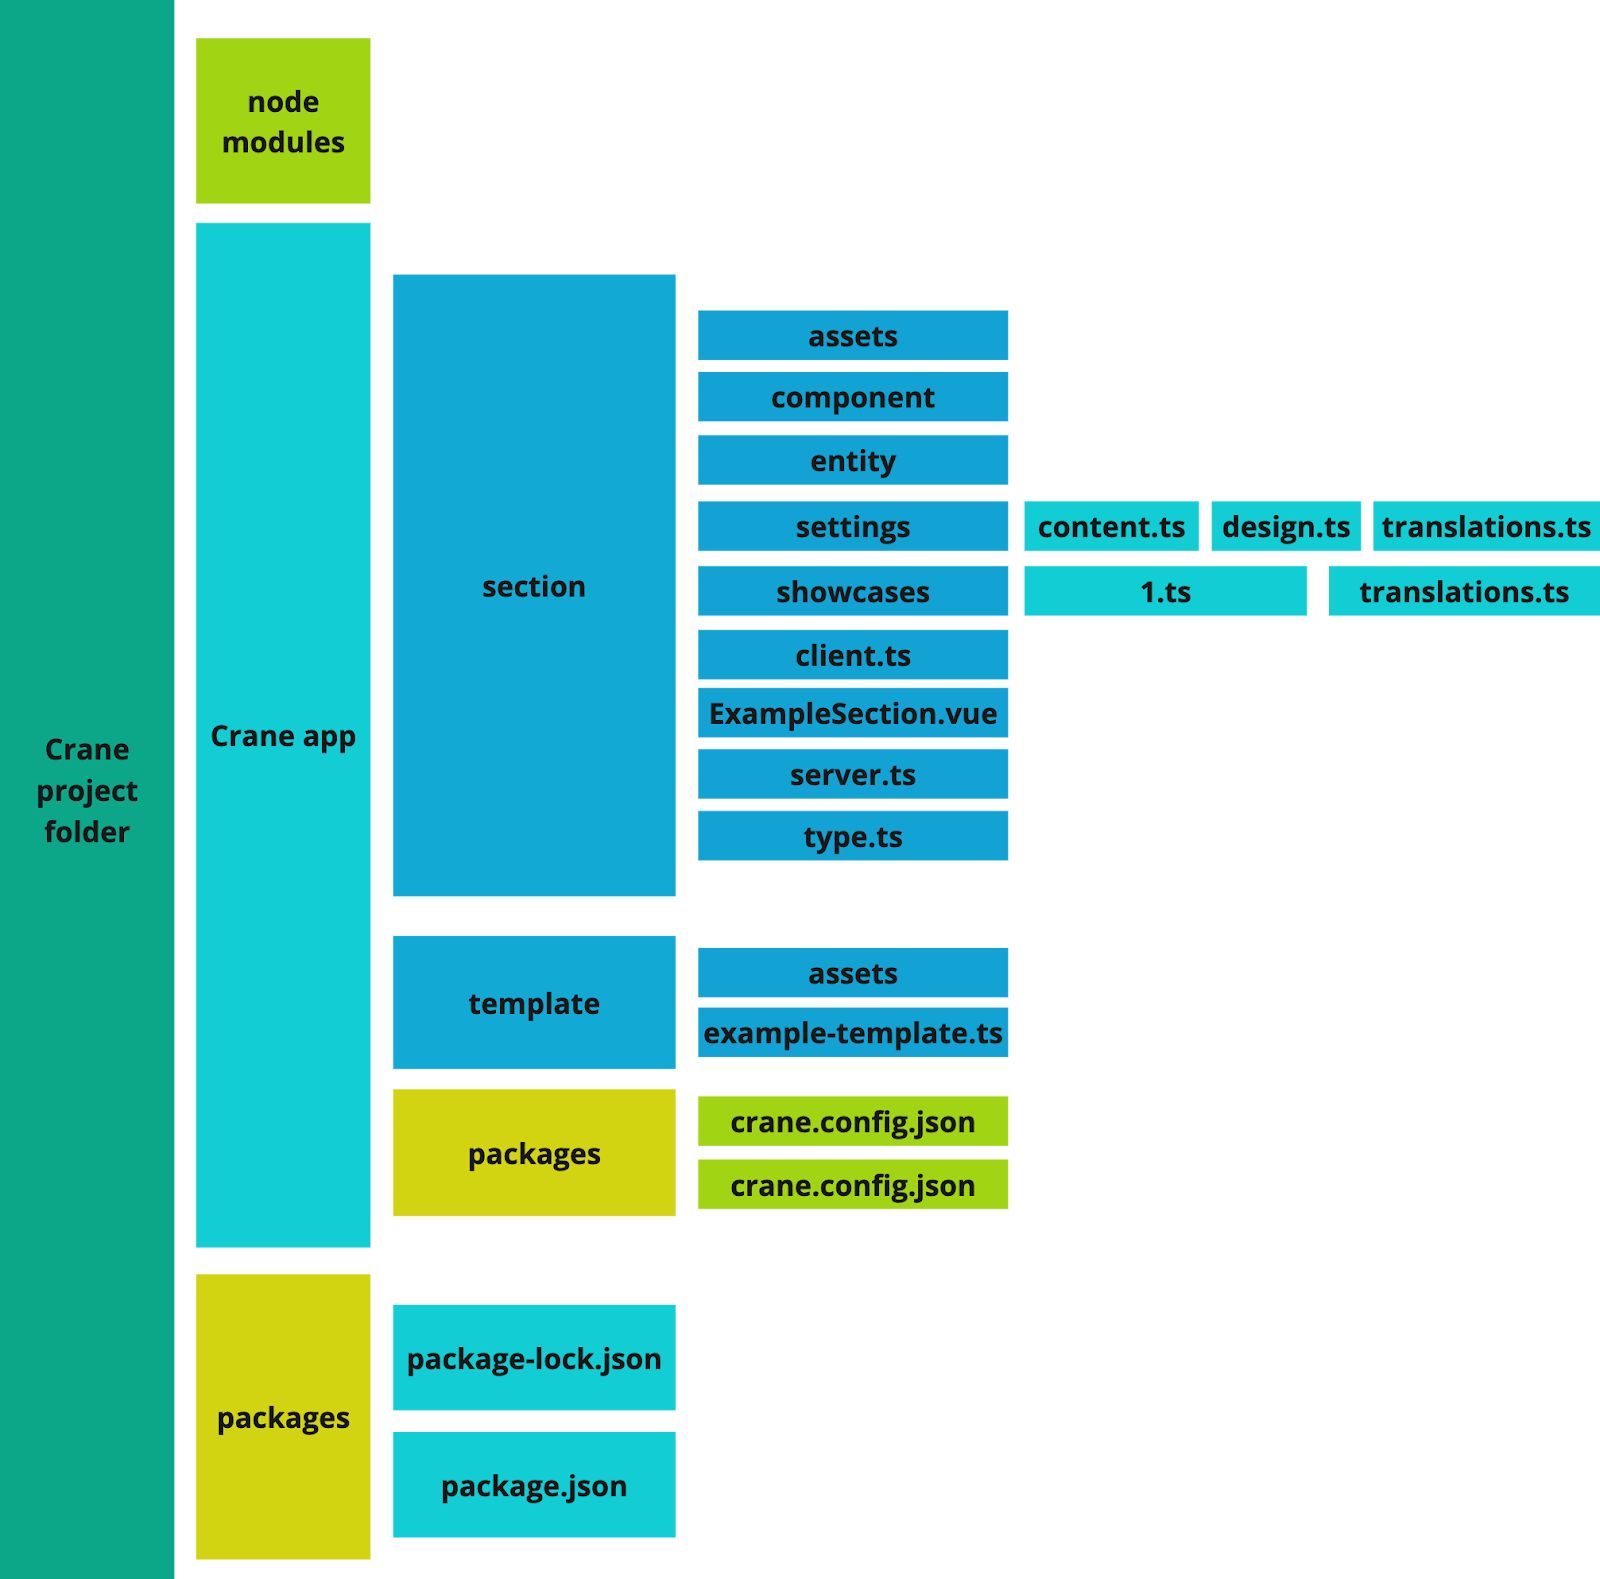 node
modules
Crane
project
folder
Crane app
section
assets
component
entity
settings
content.ts
design.ts
translations.ts
showcases
1.ts
translations.ts
client.ts
ExampleSection.vue
server.ts
type.ts
template
assets
example-template.ts
packages
crane.config.json
crane.config.json
packages
package-lock.json
package.json